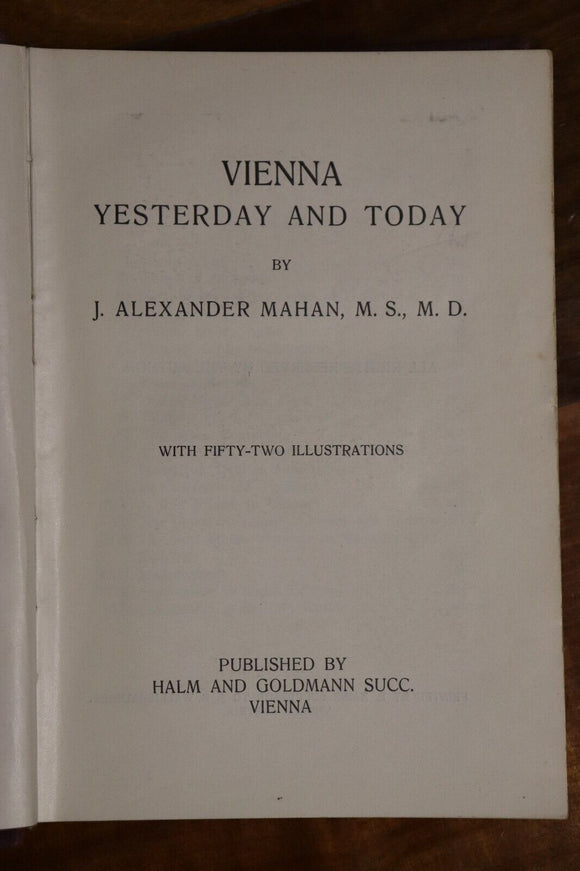 VIENNA
YESTERDAY AND TODAY
BY
J. ALEXANDER MAHAN, M. S., M. D.
WITH FIFTY-TWO ILLUSTRATIONS
PUBLISHED BY
HALM AND GOLDMANN SUCC.
VIENNA